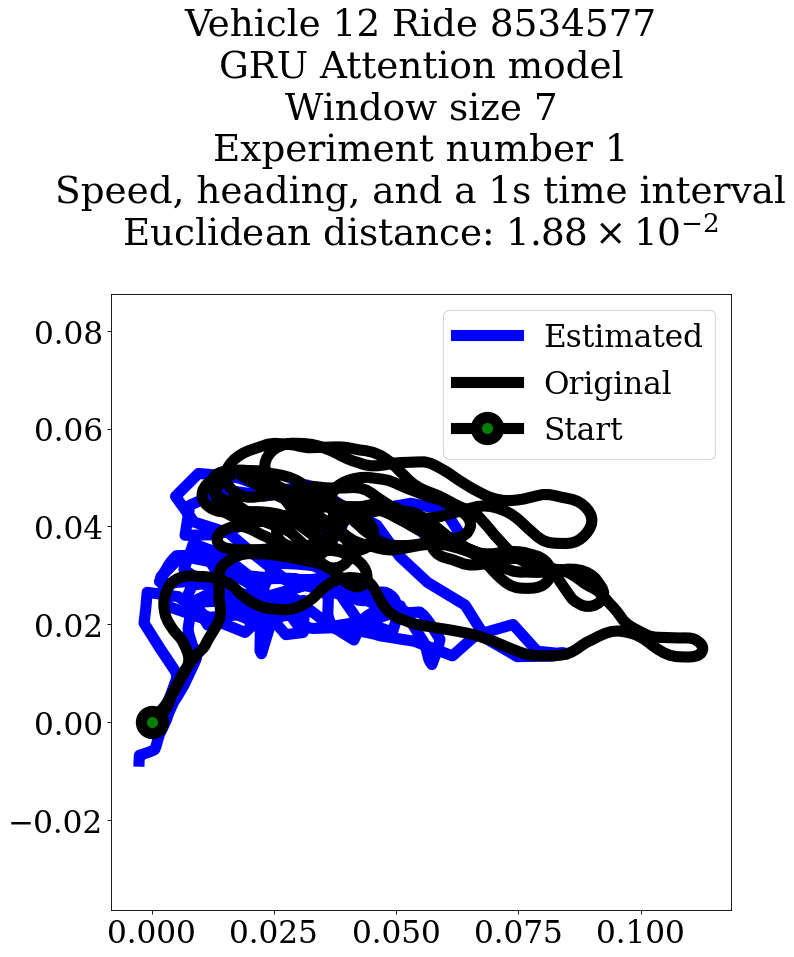 Vehicle 12 Ride 8534577
GRU Attention model
Window size 7
Experiment number 1
Speed, heading, and a 1s time interval
Euclidean distance: 1.88 × 10⁻²
Estimated
Original
Start
0.08
0.06
0.04
0.02
0.00
−0.02
0.000 0.025 0.050 0.075 0.100